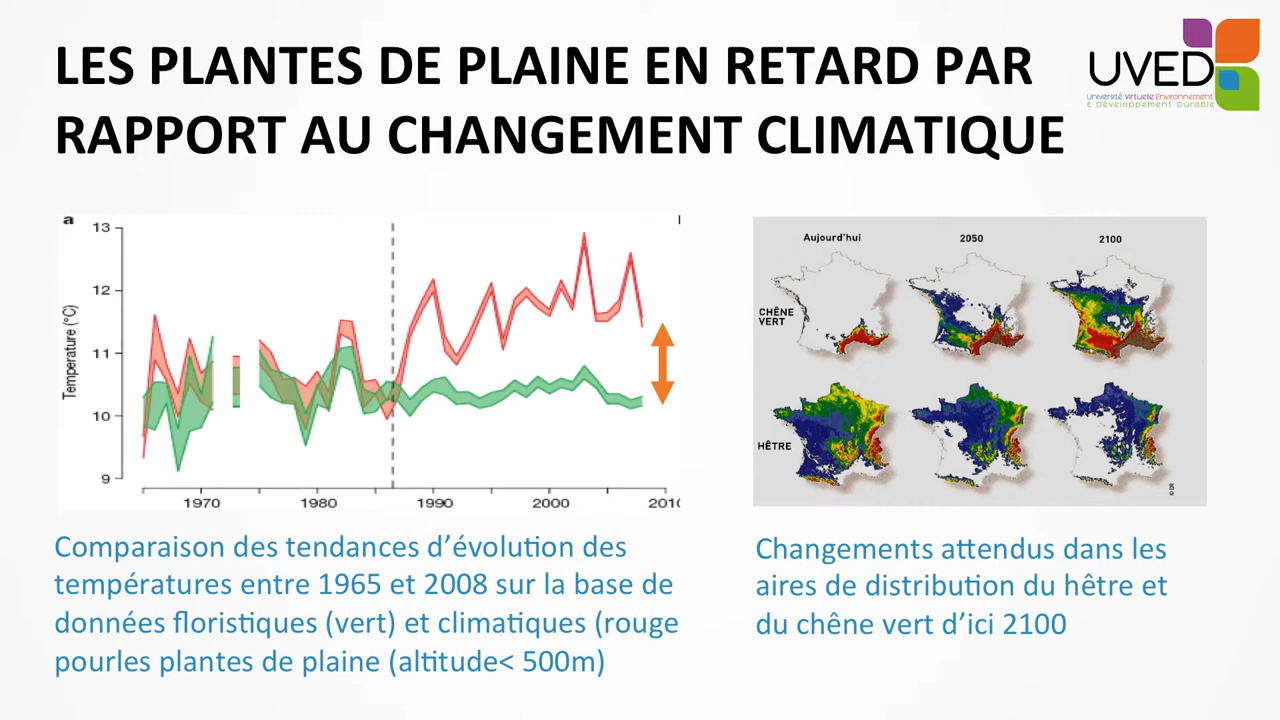 LES PLANTES DE PLAINE EN RETARD PAR
RAPPORT AU CHANGEMENT CLIMATIQUE
UVED
Université Virtuelle Environnement
& Développement Durable
a
13
12
11
10
9
Temperature (°C)
1970
1980
1990
2000
2010
Aujourd'hui
2050
2100
CHÊNE
VERT
HÊTRE
© DR
Comparaison des tendances d'évolution des
températures entre 1965 et 2008 sur la base de
données floristiques (vert) et climatiques (rouge
pourles plantes de plaine (altitude< 500m)
Changements attendus dans les
aires de distribution du hêtre et
du chêne vert d'ici 2100